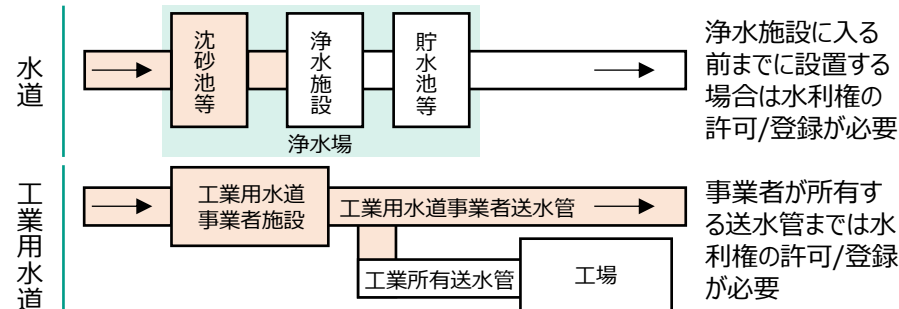 水道
沈砂池等
浄水施設
貯水池等
浄水場
浄水施設に入る
前までに設置する
場合は水利権の
許可/登録が必要
工業用水道
工業用水道
事業者施設
工業用水道事業者送水管
工業所有送水管
工場
事業者が所有す
る送水管までは水
利権の許可/登録
が必要